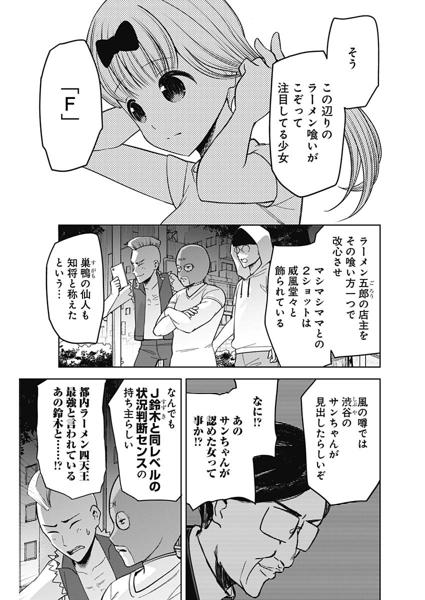 そう
この辺りの
ラーメン喰いが
こぞって
注目してる少女
「F」
ラーメン五郎の店主を
その喰い方一つで
改心させ
マシマシママとの
2ショットは
威風堂々と
飾られている
巣鴨の仙人も
知将と称えた
という…
風の噂では
渋谷の
サンちゃんが
見出したらしいぞ
なに!?
あの
サンちゃんが
認めた女って
事か!?
なんでも
J鈴木と同レベルの
状況判断センスの
持ち主らしい
都内ラーメン四天王
最強と言われている
あの鈴木と……!?